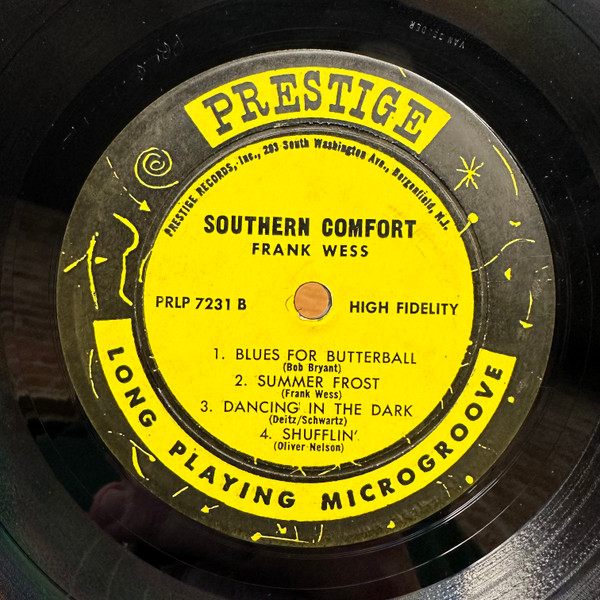 VAN GELDER
PRESTIGE
PRESTIGE RECORDS, Inc., 203 South Washington Ave., Bergenfield, N.J.
SOUTHERN COMFORT
FRANK WESS
PRLP 7231 B
HIGH FIDELITY
1. BLUES FOR BUTTERBALL
(Bob Bryant)
2. SUMMER FROST
(Frank Wess)
3. DANCING IN THE DARK
(Deitz/Schwartz)
4. SHUFFLIN'
(Oliver Nelson)
LONG PLAYING MICROGROOVE